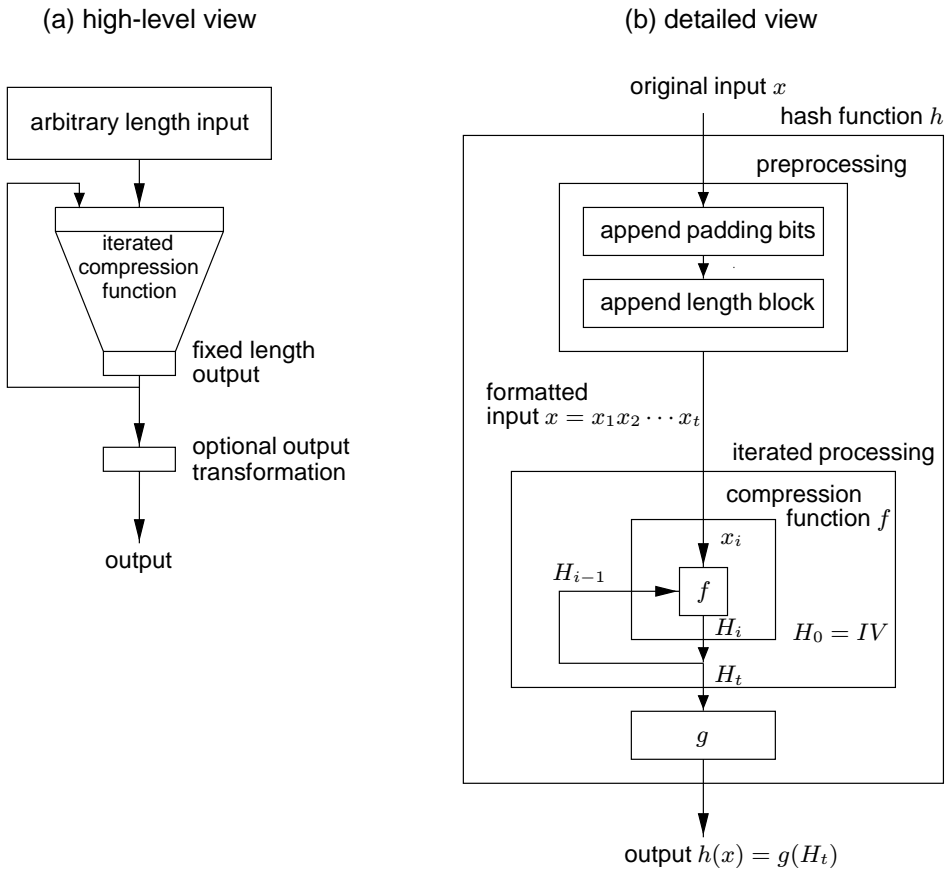 (a) high-level view
arbitrary length input
iterated
compression
function
fixed length
output
optional output
transformation
output
(b) detailed view
original input x
hash function h
preprocessing
append padding bits
append length block
formatted
input x = x₁x₂ ⋯ xₜ
iterated processing
compression
function f
xᵢ
Hᵢ₋₁
f
Hᵢ
H₀ = IV
Hₜ
g
output h(x) = g(Hₜ)